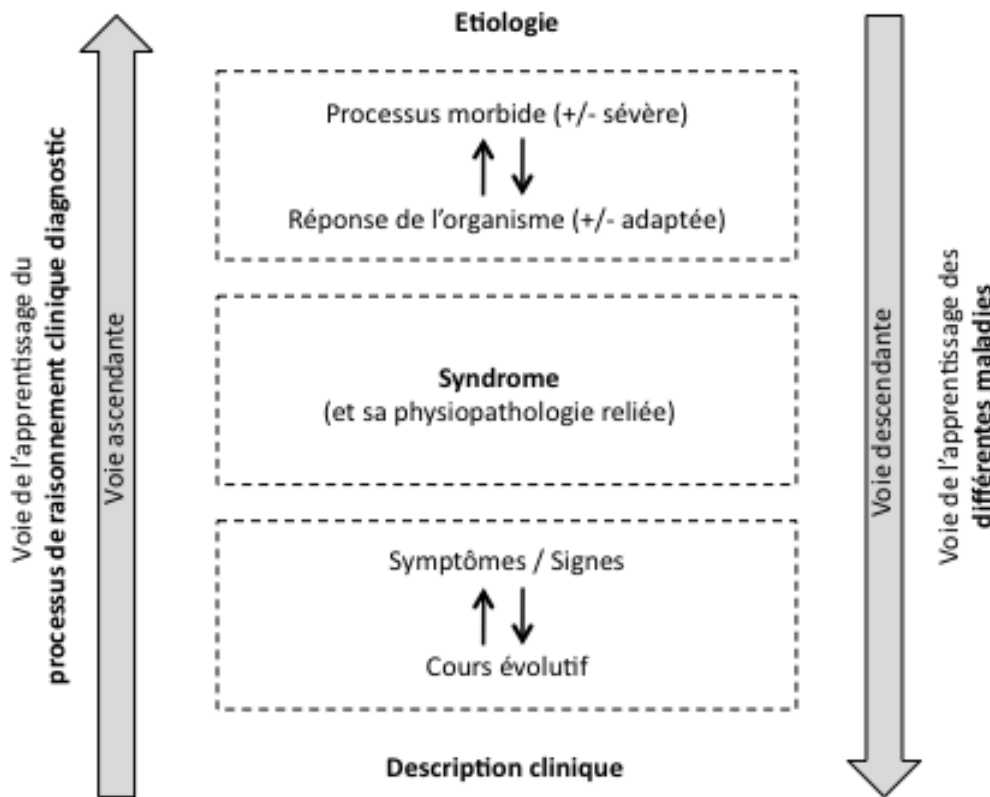 Etiologie
Processus morbide (+/- sévère)
Réponse de l'organisme (+/- adaptée)
Syndrome
(et sa physiopathologie reliée)
Symptômes / Signes
Cours évolutif
Description clinique
Voie de l'apprentissage du
processus de raisonnement clinique diagnostic
Voie ascendante
Voie descendante
Voie de l'apprentissage des
différentes maladies